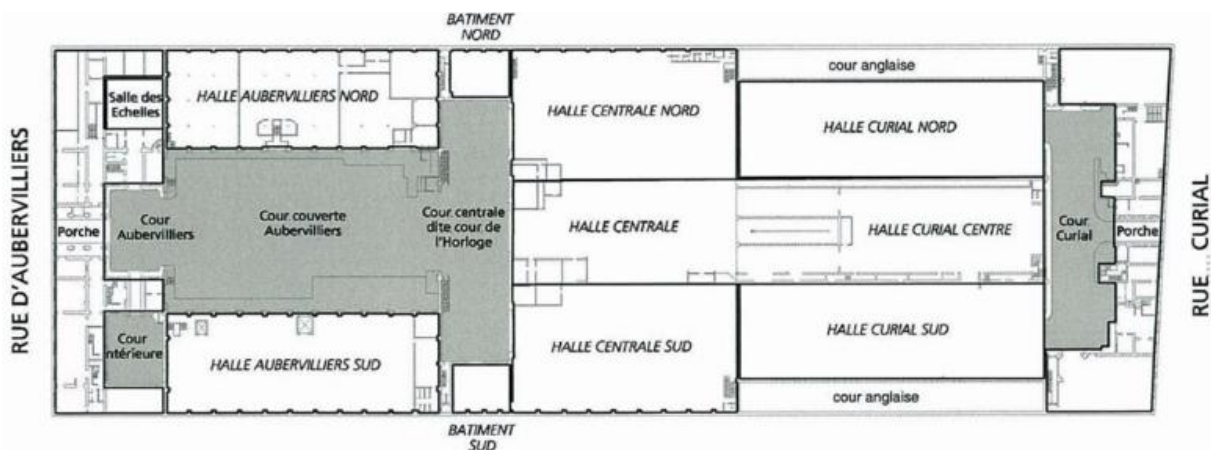 BATIMENT
NORD
RUE D'AUBERVILLIERS
Salle des
Echelles
HALLE AUBERVILLIERS NORD
HALLE CENTRALE NORD
cour anglaise
HALLE CURIAL NORD
Porche
Cour
Aubervilliers
Cour couverte
Aubervilliers
Cour centrale
dite cour de
l'Horloge
HALLE CENTRALE
HALLE CURIAL CENTRE
Cour
Curial
Porche
RUE ... CURIAL
Cour
ntérieure
HALLE AUBERVILLIERS SUD
HALLE CENTRALE SUD
HALLE CURIAL SUD
cour anglaise
BATIMENT
SUD